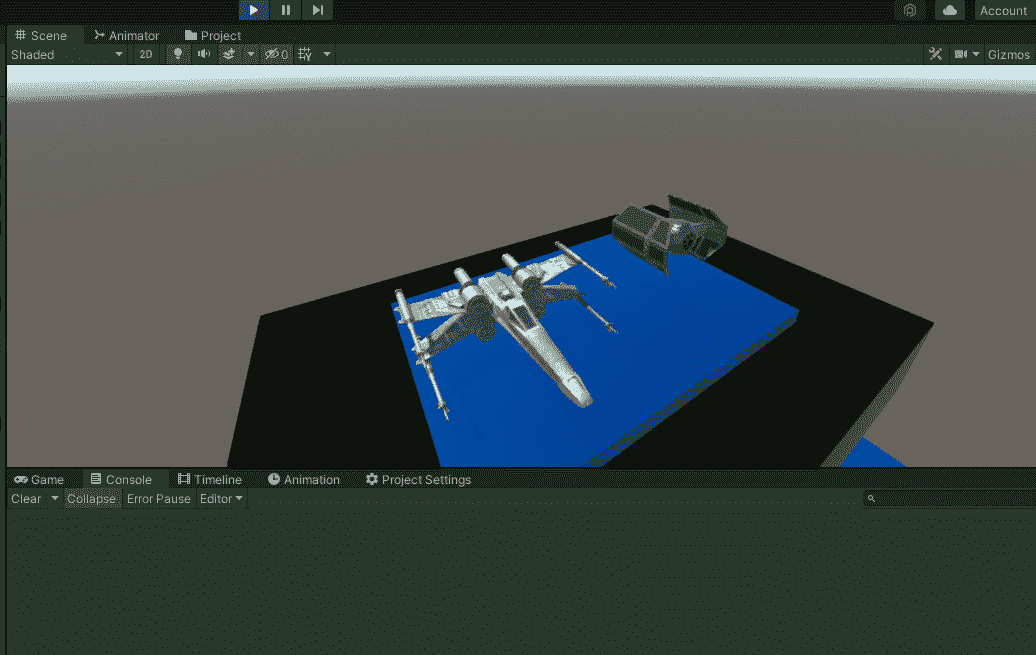 Account
Scene Animator Project
Shaded 2D 0 Gizmos
Game Console Timeline Animation Project Settings
Clear Collapse Error Pause Editor